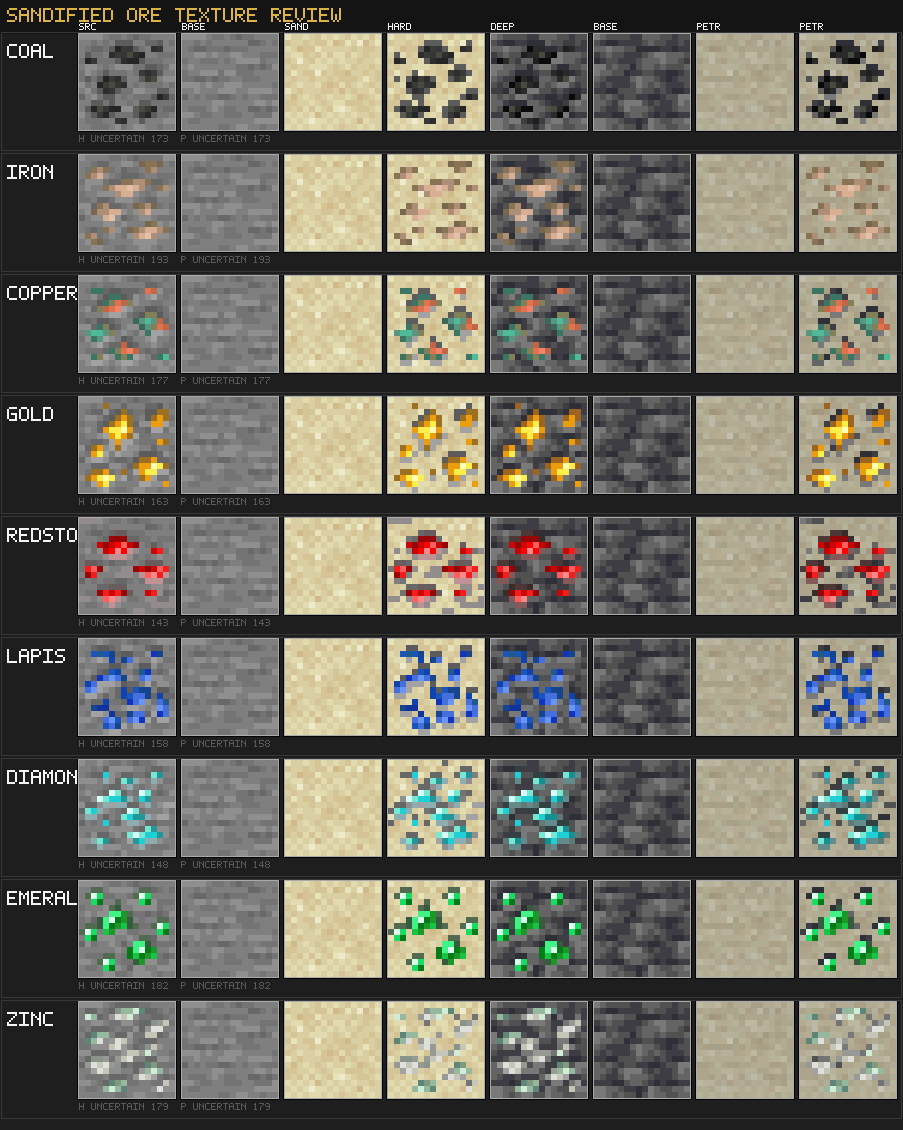 SANDIFIED ORE TEXTURE REVIEW
SRC BASE SAND HARD DEEP BASE PETR PETR
COAL
H UNCERTAIN 173 P UNCERTAIN 173
IRON
H UNCERTAIN 193 P UNCERTAIN 193
COPPER
H UNCERTAIN 177 P UNCERTAIN 177
GOLD
H UNCERTAIN 163 P UNCERTAIN 163
REDSTO
H UNCERTAIN 143 P UNCERTAIN 143
LAPIS
H UNCERTAIN 158 P UNCERTAIN 158
DIAMON
H UNCERTAIN 148 P UNCERTAIN 148
EMERAL
H UNCERTAIN 182 P UNCERTAIN 182
ZINC
H UNCERTAIN 179 P UNCERTAIN 179